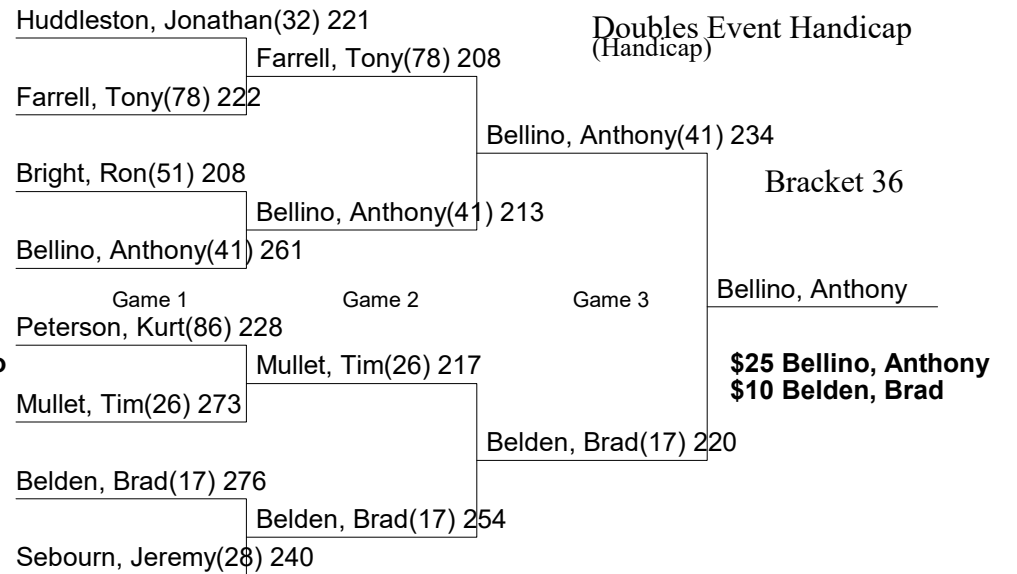 Huddleston, Jonathan(32) 221
Doubles Event Handicap
(Handicap)
Farrell, Tony(78) 208
Farrell, Tony(78) 222
Bellino, Anthony(41) 234
Bright, Ron(51) 208
Bracket 36
Bellino, Anthony(41) 213
Bellino, Anthony(41) 261
Game 1
Game 2
Game 3
Bellino, Anthony
Peterson, Kurt(86) 228
Mullet, Tim(26) 217
$25 Bellino, Anthony
$10 Belden, Brad
Mullet, Tim(26) 273
Belden, Brad(17) 220
Belden, Brad(17) 276
Belden, Brad(17) 254
Sebourn, Jeremy(28) 240